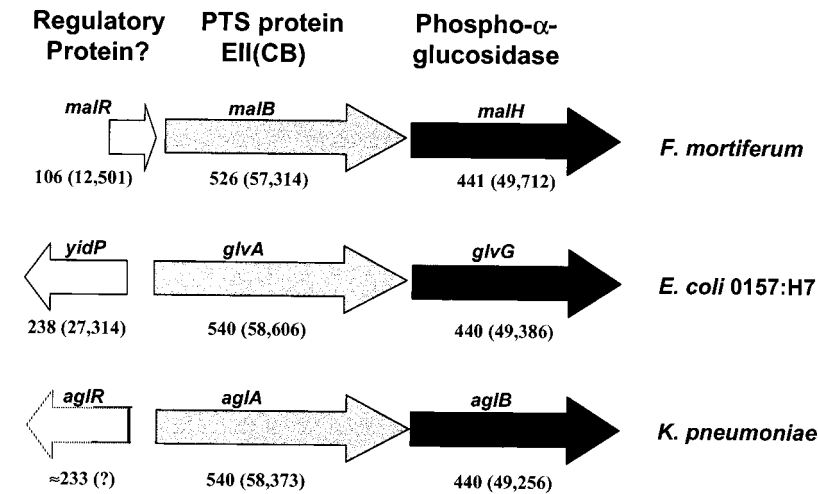 Regulatory Protein?
PTS protein EII(CB)
Phospho-α-glucosidase
malR malB malH
F. mortiferum
106 (12,501) 526 (57,314) 441 (49,712)
yidP glvA glvG
E. coli 0157:H7
238 (27,314) 540 (58,606) 440 (49,386)
aglR aglA aglB
K. pneumoniae
≈233 (?) 540 (58,373) 440 (49,256)